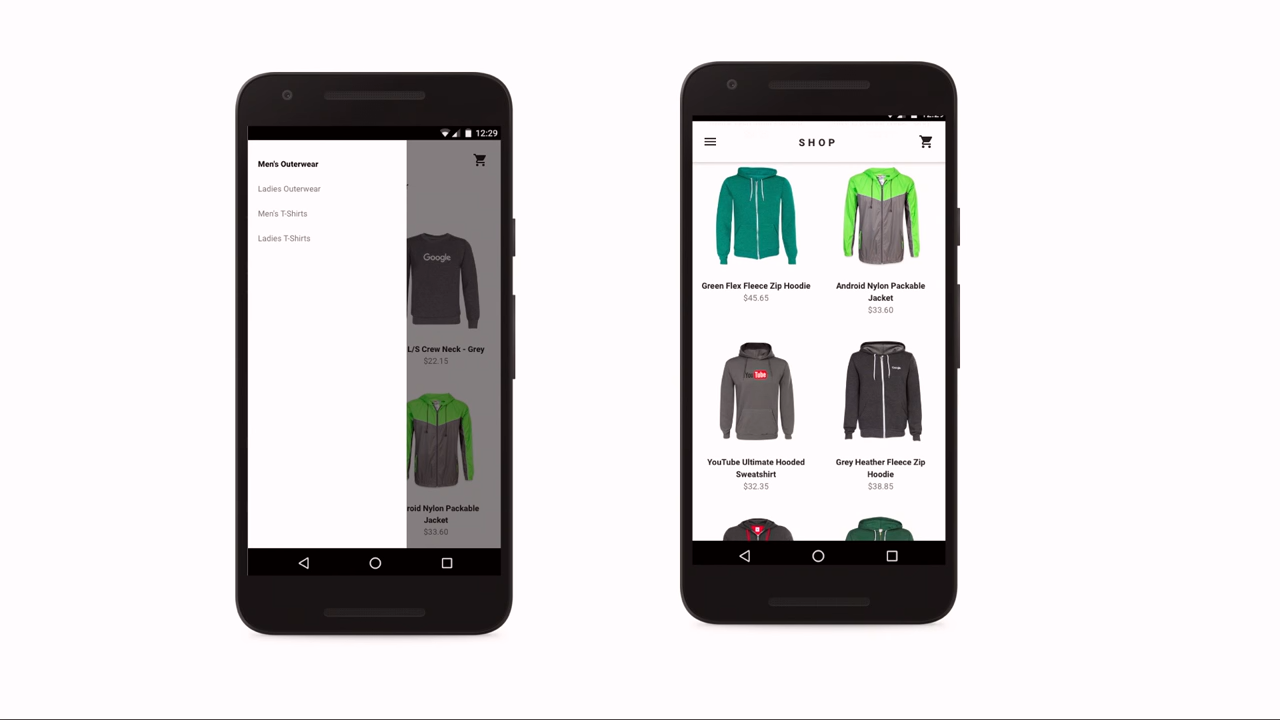 12:29
Men's Outerwear
Ladies Outerwear
Men's T-Shirts
Ladies T-Shirts
Google
L/S Crew Neck - Grey
$22.15
roid Nylon Packable
Jacket
$33.60
SHOP
Green Flex Fleece Zip Hoodie
$45.65
Android Nylon Packable
Jacket
$33.60
YouTube
YouTube Ultimate Hooded
Sweatshirt
$32.35
Grey Heather Fleece Zip
Hoodie
$38.85